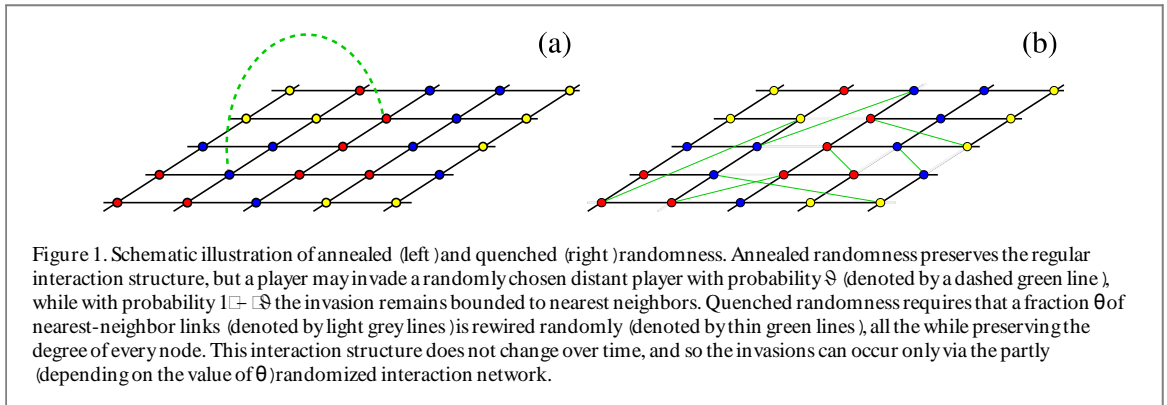 (a) (b)
Figure 1. Schematic illustration of annealed (left) and quenched (right) randomness. Annealed randomness preserves the regular
interaction structure, but a player may invade a randomly chosen distant player with probability ϑ (denoted by a dashed green line),
while with probability 1□−□ϑ the invasion remains bounded to nearest neighbors. Quenched randomness requires that a fraction θ of
nearest-neighbor links (denoted by light grey lines) is rewired randomly (denoted by thin green lines), all the while preserving the
degree of every node. This interaction structure does not change over time, and so the invasions can occur only via the partly
(depending on the value of θ) randomized interaction network.